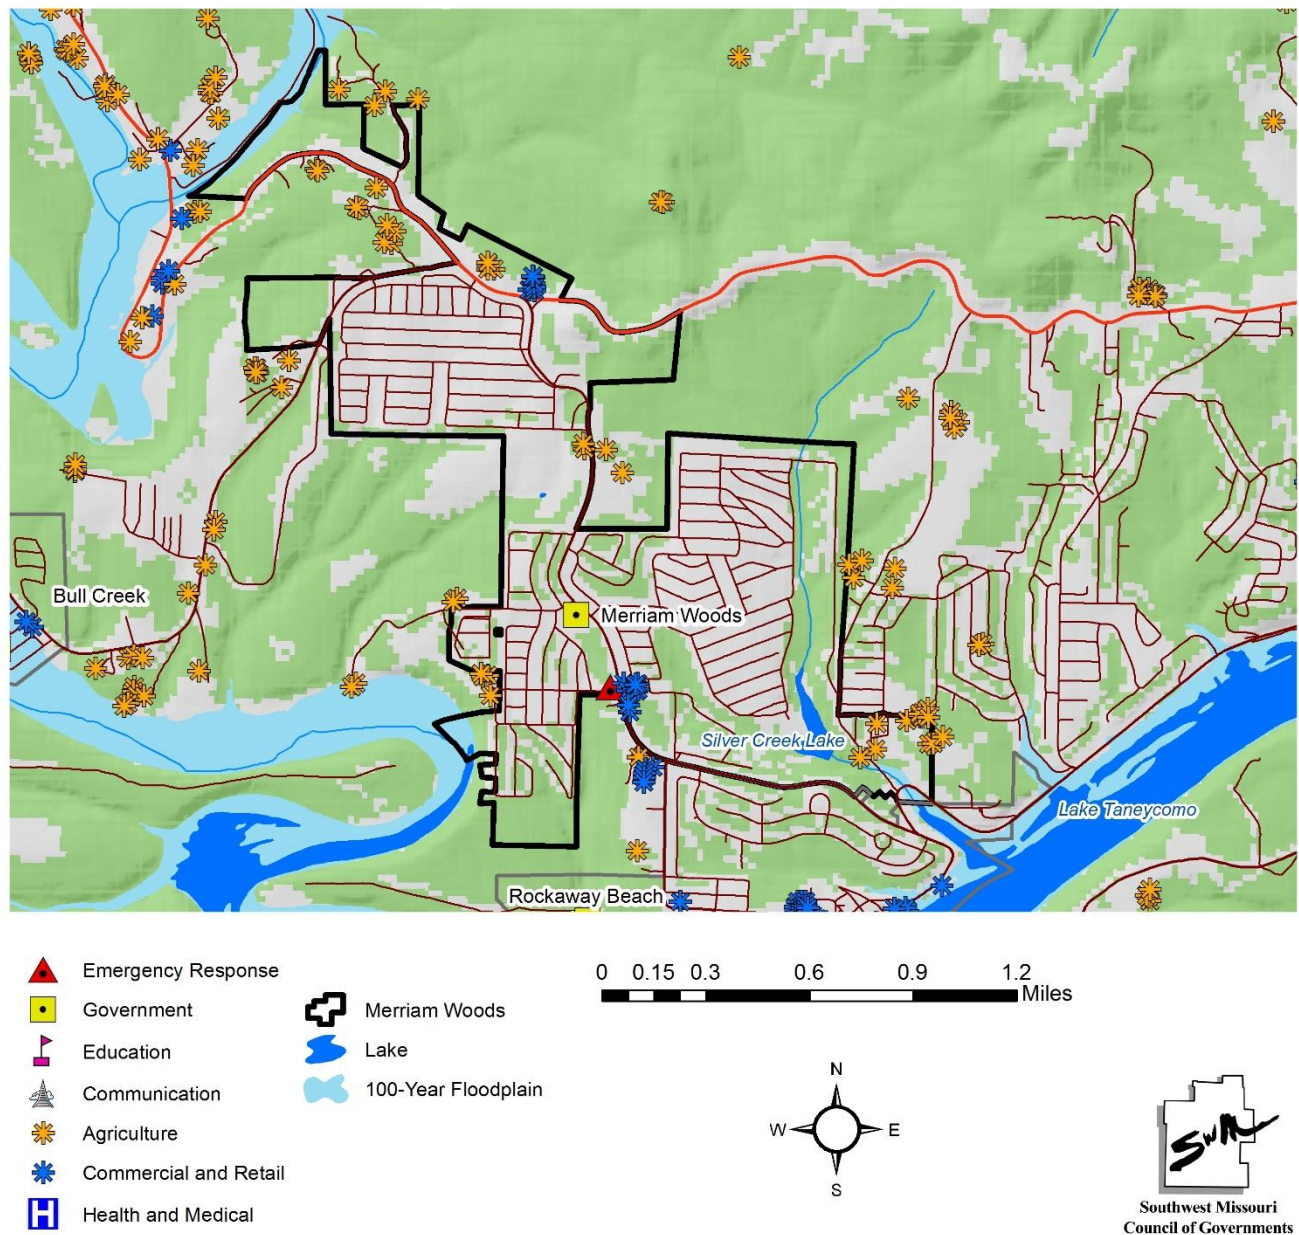 Bull Creek
Merriam Woods
Silver Creek Lake
Lake Taneycomo
Rockaway Beach
Emergency Response
Government
Education
Communication
Agriculture
Commercial and Retail
H Health and Medical
Merriam Woods
Lake
100-Year Floodplain
0 0.15 0.3 0.6 0.9 1.2
Miles
N
W E
S
SWM
Southwest Missouri
Council of Governments